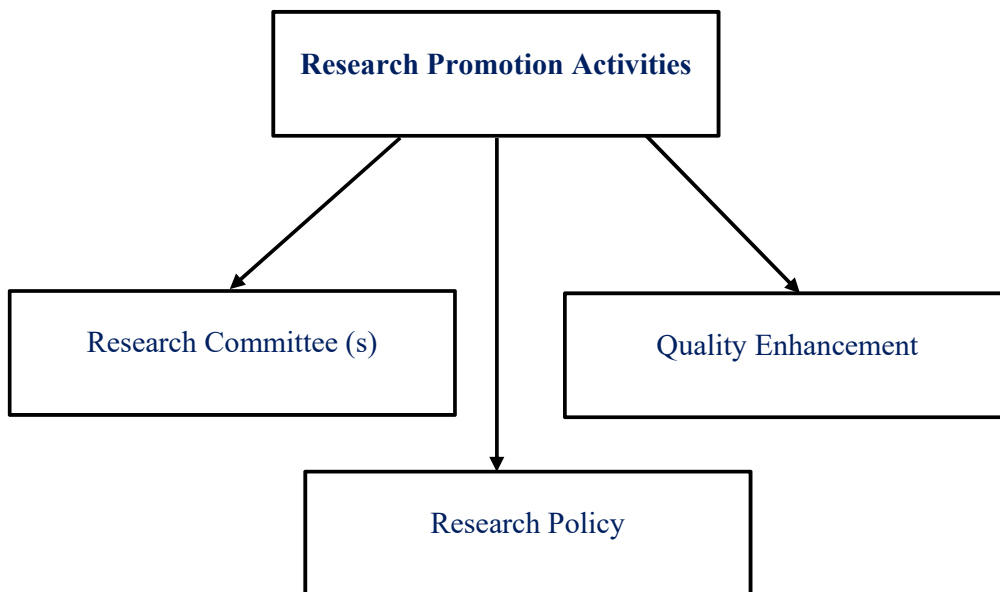 Research Promotion Activities
Research Committee (s)
Quality Enhancement
Research Policy